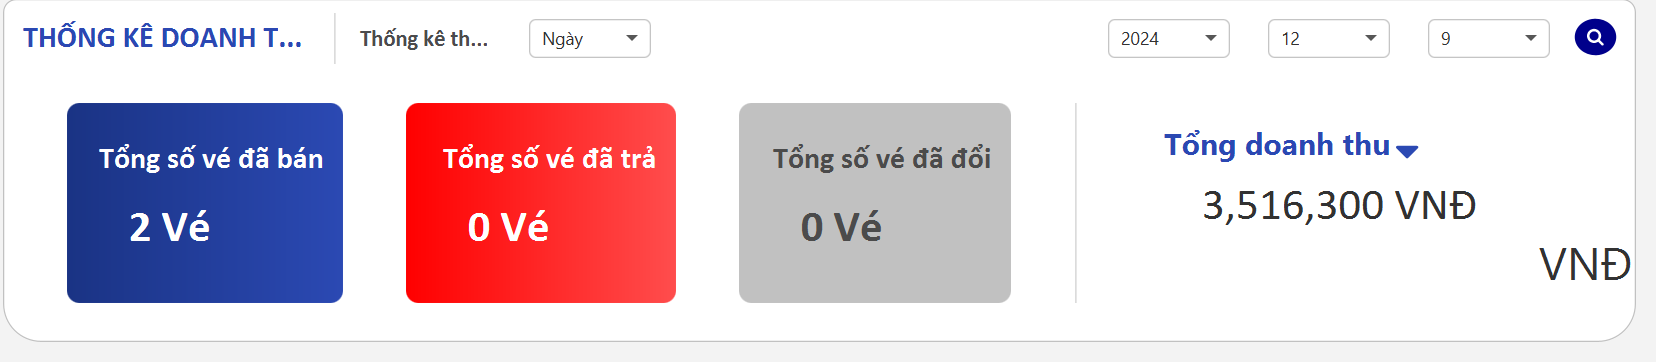 THỐNG KÊ DOANH T...
Thống kê th...
Ngày
2024
12
9
Tổng số vé đã bán
2 Vé
Tổng số vé đã trả
0 Vé
Tổng số vé đã đổi
0 Vé
Tổng doanh thu
3,516,300 VNĐ
VNĐ